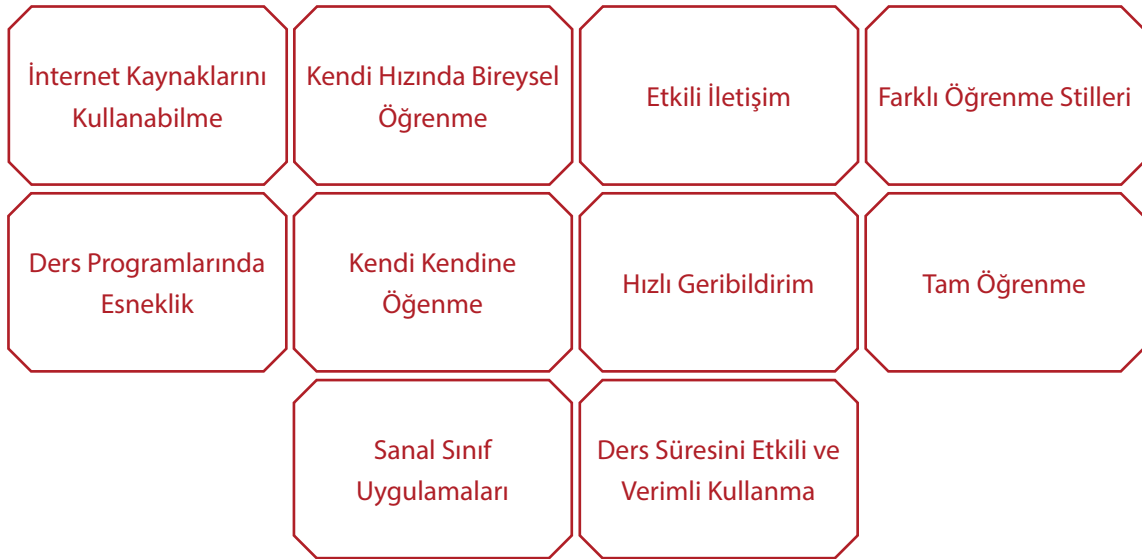 İnternet Kaynaklarını
Kullanabilme
Kendi Hızında Bireysel
Öğrenme
Etkili İletişim
Farklı Öğrenme Stilleri
Ders Programlarında
Esneklik
Kendi Kendine
Öğenme
Hızlı Geribildirim
Tam Öğrenme
Sanal Sınıf
Uygulamaları
Ders Süresini Etkili ve
Verimli Kullanma